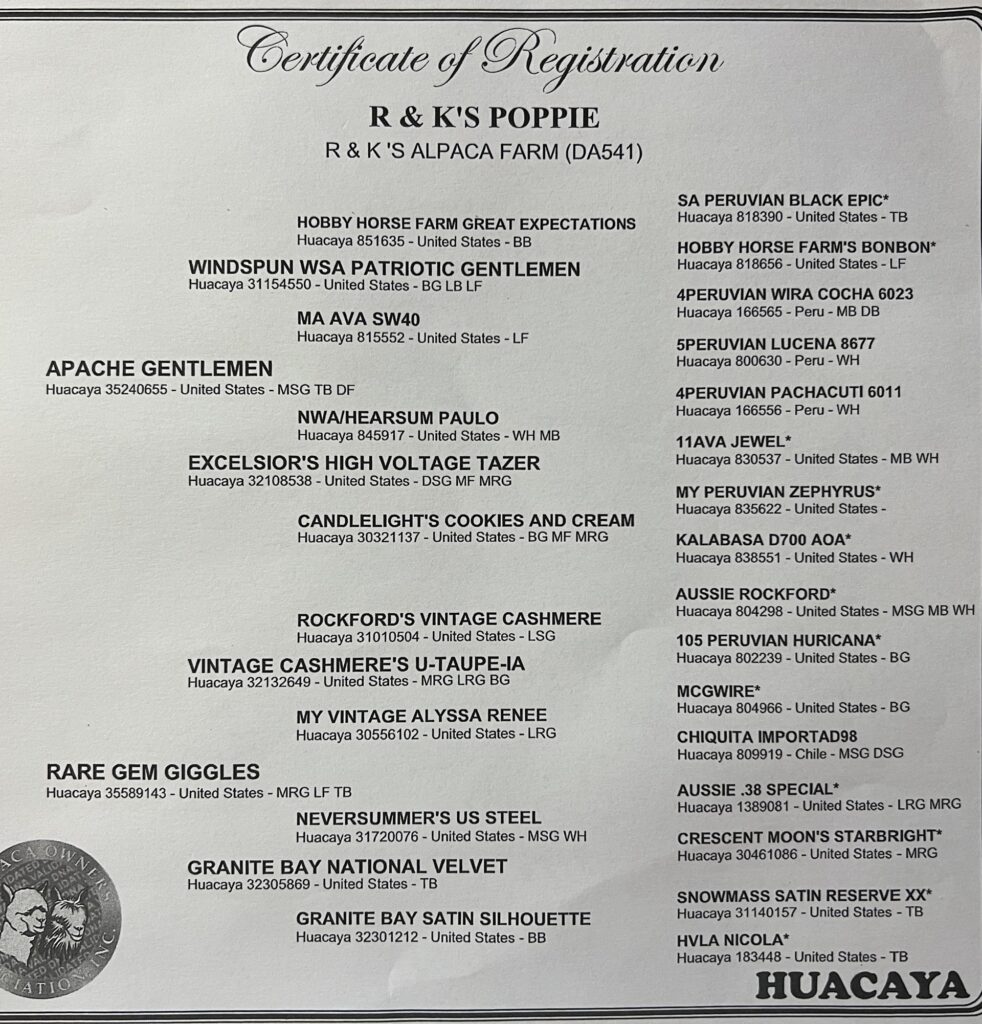 Certificate of Registration
R & K'S POPPIE
R & K 'S ALPACA FARM (DA541)
SA PERUVIAN BLACK EPIC*
Huacaya 818390 - United States - TB
HOBBY HORSE FARM GREAT EXPECTATIONS
Huacaya 851635 - United States - BB
HOBBY HORSE FARM'S BONBON*
Huacaya 818656 - United States - LF
WINDSPUN WSA PATRIOTIC GENTLEMEN
Huacaya 31154550 - United States - BG LB LF
4PERUVIAN WIRA COCHA 6023
Huacaya 166565 - Peru - MB DB
MA AVA SW40
Huacaya 815552 - United States - LF
5PERUVIAN LUCENA 8677
Huacaya 800630 - Peru - WH
APACHE GENTLEMEN
Huacaya 35240655 - United States - MSG TB DF
4PERUVIAN PACHACUTI 6011
Huacaya 166556 - Peru - WH
NWA/HEARSUM PAULO
Huacaya 845917 - United States - WH MB
11AVA JEWEL*
Huacaya 830537 - United States - MB WH
EXCELSIOR'S HIGH VOLTAGE TAZER
Huacaya 32108538 - United States - DSG MF MRG
MY PERUVIAN ZEPHYRUS*
Huacaya 835622 - United States -
CANDLELIGHT'S COOKIES AND CREAM
Huacaya 30321137 - United States - BG MF MRG
KALABASA D700 AOA*
Huacaya 838551 - United States - WH
AUSSIE ROCKFORD*
Huacaya 804298 - United States - MSG MB WH
ROCKFORD'S VINTAGE CASHMERE
Huacaya 31010504 - United States - LSG
105 PERUVIAN HURICANA*
Huacaya 802239 - United States - BG
VINTAGE CASHMERE'S U-TAUPE-IA
Huacaya 32132649 - United States - MRG LRG BG
MCGWIRE*
Huacaya 804966 - United States - BG
MY VINTAGE ALYSSA RENEE
Huacaya 30556102 - United States - LRG
CHIQUITA IMPORTAD98
Huacaya 809919 - Chile - MSG DSG
RARE GEM GIGGLES
Huacaya 35589143 - United States - MRG LF TB
AUSSIE .38 SPECIAL*
Huacaya 1389081 - United States - LRG MRG
NEVERSUMMER'S US STEEL
Huacaya 31720076 - United States - MSG WH
CRESCENT MOON'S STARBRIGHT*
Huacaya 30461086 - United States - MRG
GRANITE BAY NATIONAL VELVET
Huacaya 32305869 - United States - TB
SNOWMASS SATIN RESERVE XX*
Huacaya 31140157 - United States - TB
GRANITE BAY SATIN SILHOUETTE
Huacaya 32301212 - United States - BB
HVLA NICOLA*
Huacaya 183448 - United States - TB
ACA OWNERS
IATION INC.
HUACAYA